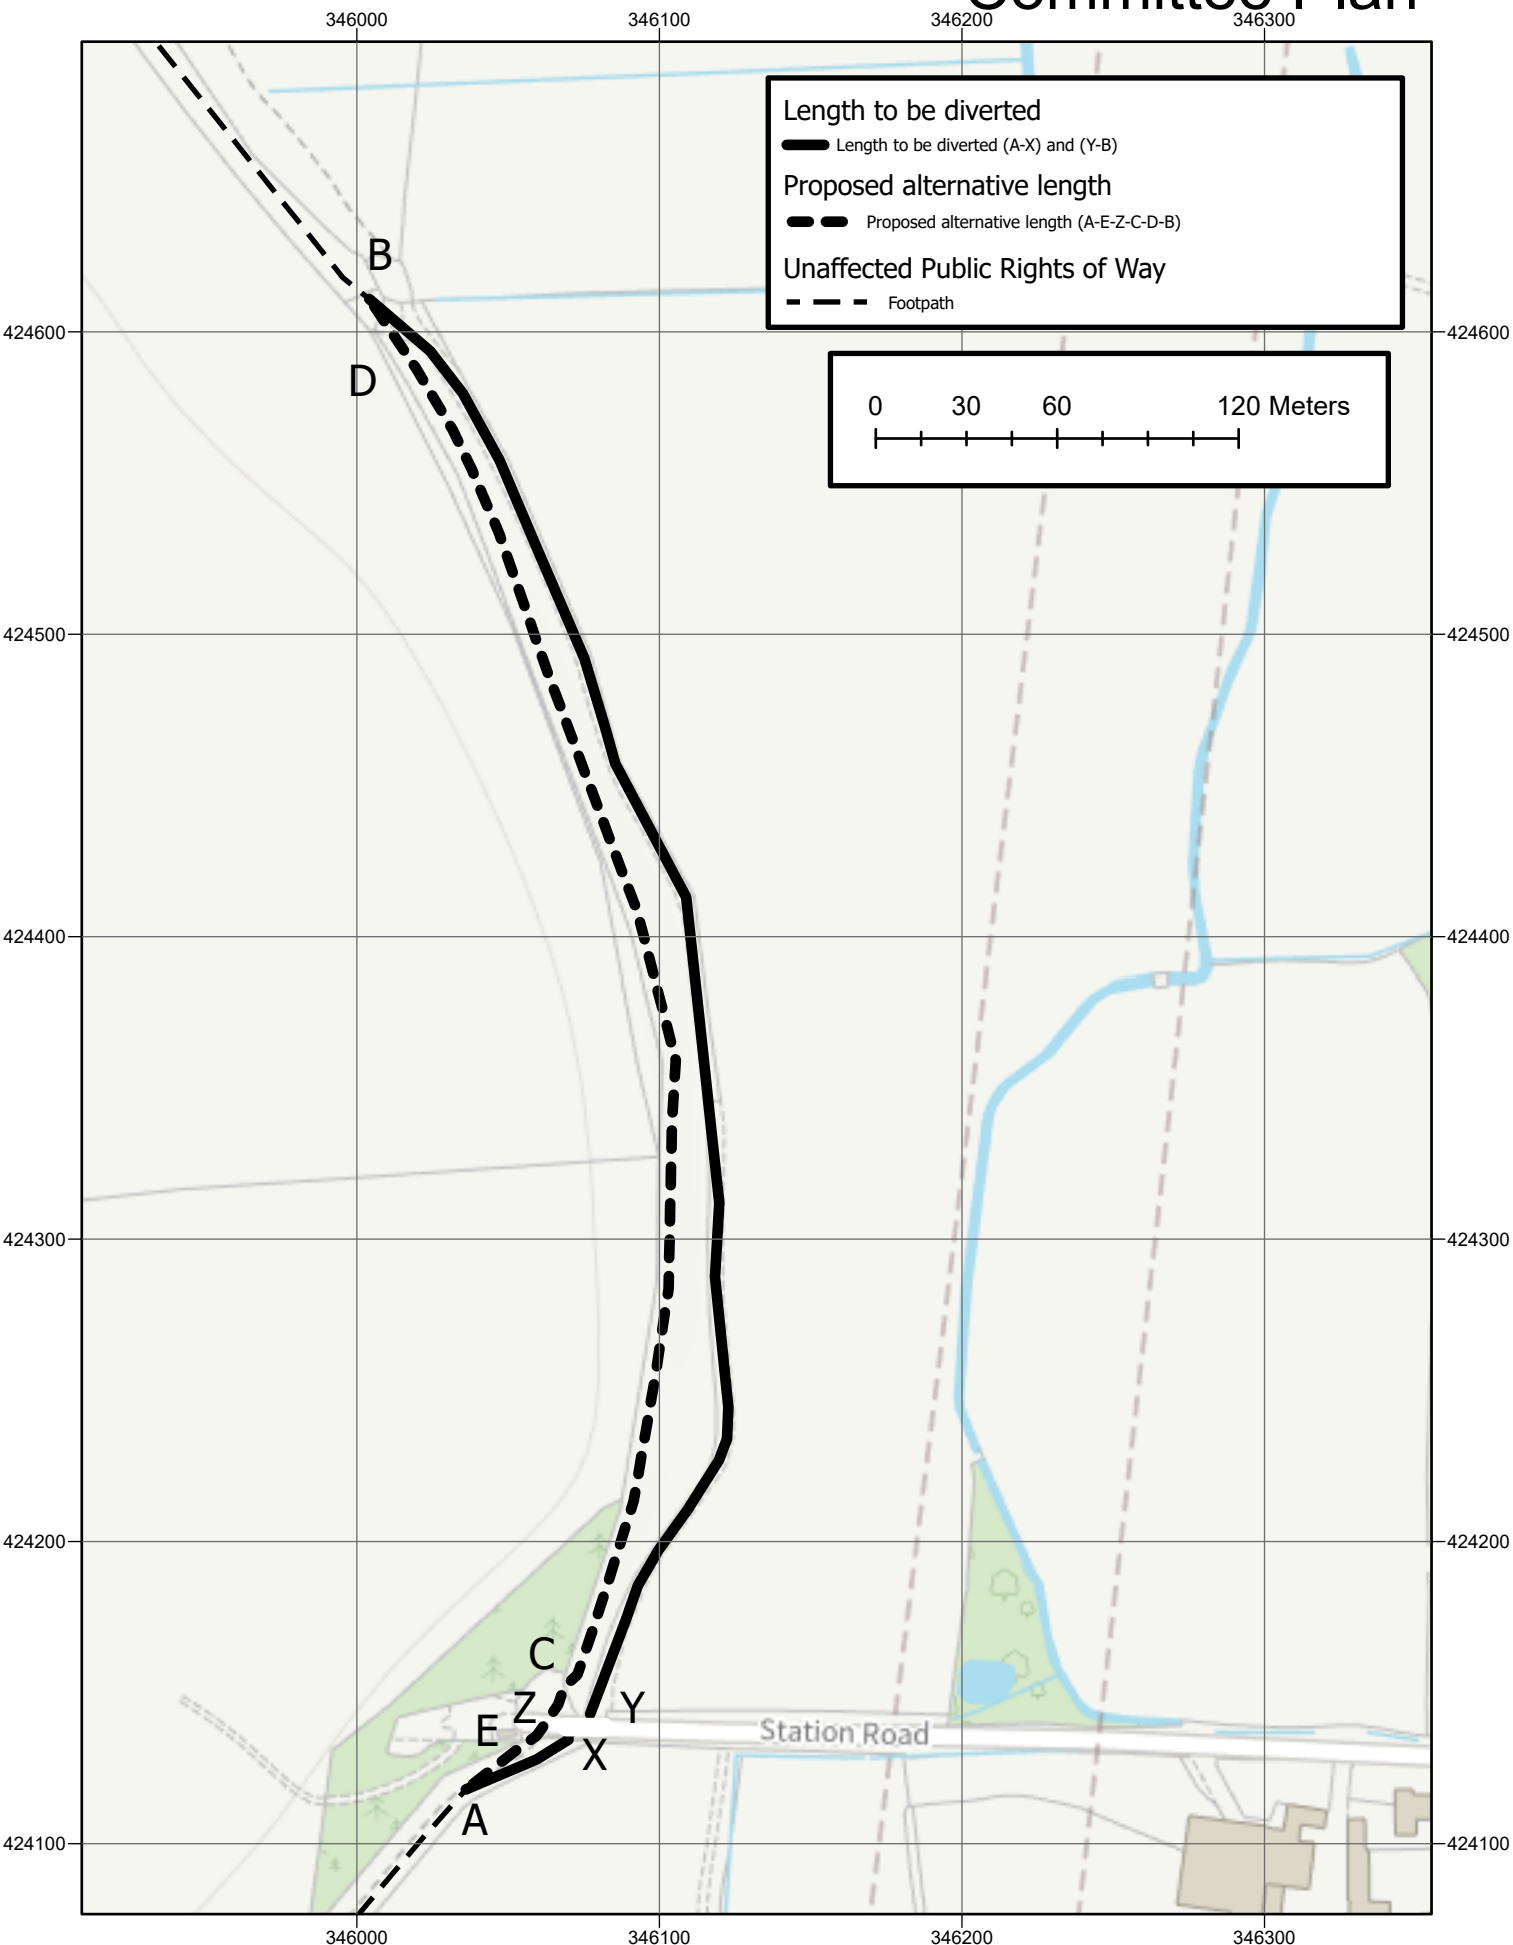 Committee Plan
346000 346100 346200 346300
Length to be diverted
Length to be diverted (A-X) and (Y-B)
Proposed alternative length
Proposed alternative length (A-E-Z-C-D-B)
Unaffected Public Rights of Way
Footpath
B
424600 424600
D
0 30 60 120 Meters
424500 424500
424400 424400
424300 424300
424200 424200
C
Z Y
E Station Road
X
A
424100 424100
346000 346100 346200 346300